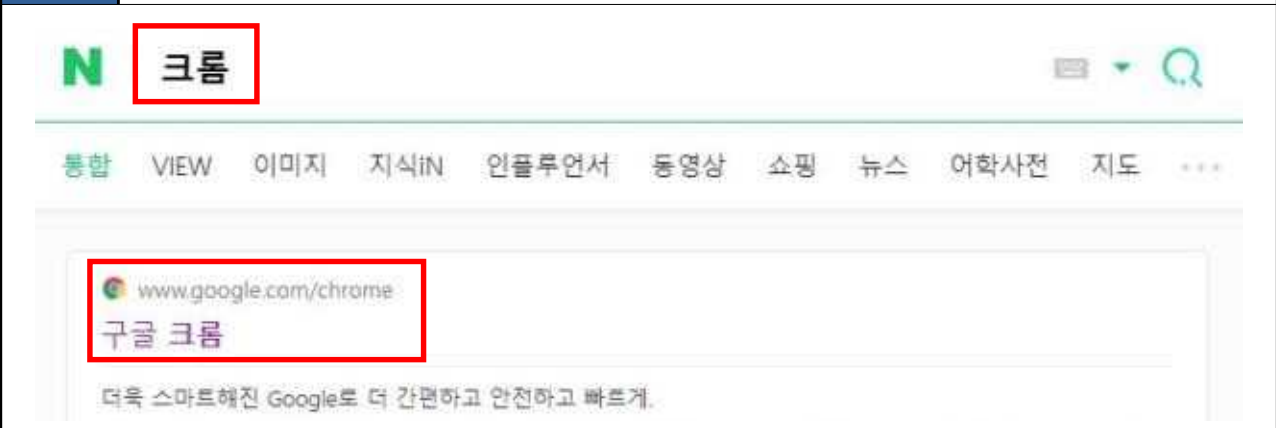 N 크롬
통합 VIEW 이미지 지식iN 인플루언서 동영상 쇼핑 뉴스 어학사전 지도 ...
www.google.com/chrome
구글 크롬
더욱 스마트해진 Google로 더 간편하고 안전하고 빠르게.